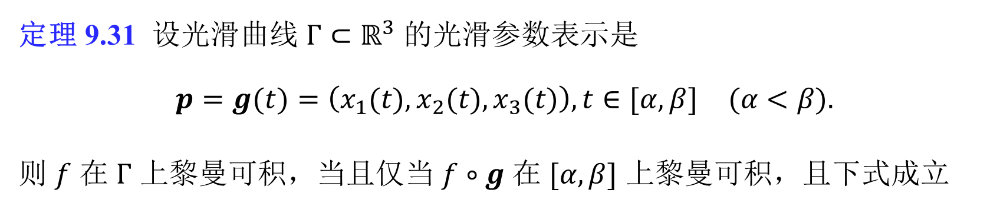 定理 9.31 设光滑曲线 Γ ⊂ ℝ³ 的光滑参数表示是
p = g(t) = (x₁(t), x₂(t), x₃(t)), t ∈ [α, β] (α < β).
则 f 在 Γ 上黎曼可积，当且仅当 f ∘ g 在 [α, β] 上黎曼可积，且下式成立